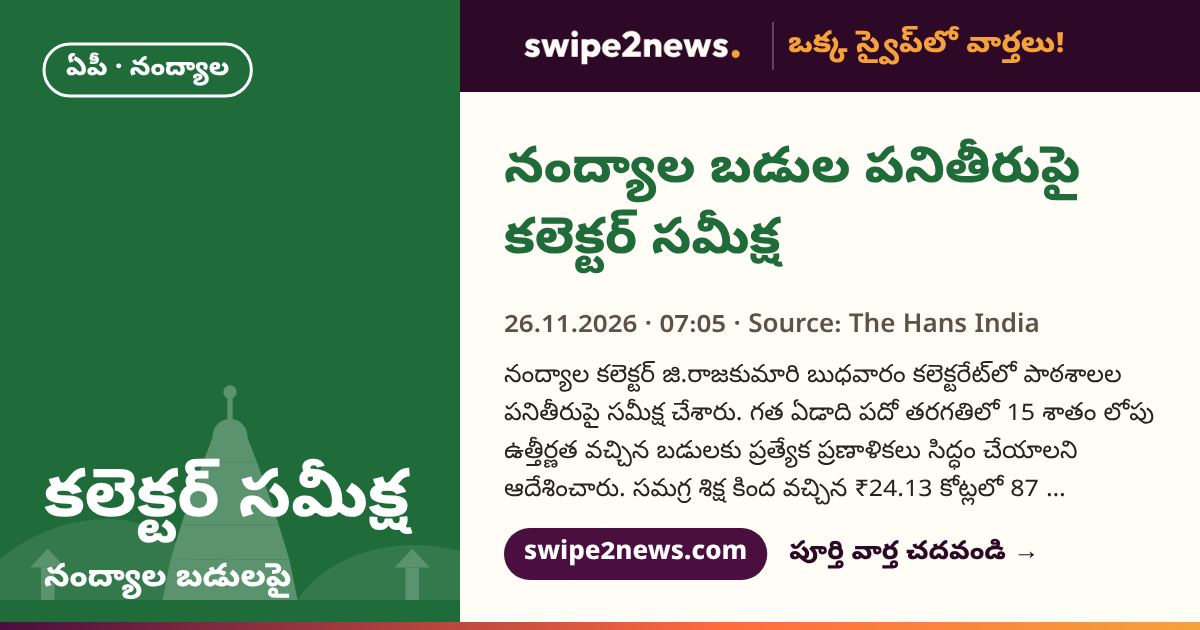 ఏపీ · నంద్యాల
కలెక్టర్ సమీక్ష
నంద్యాల బడులపై
swipe2news.
ఒక్క స్వైప్‌లో వార్తలు!
నంద్యాల బడుల పనితీరుపై
కలెక్టర్ సమీక్ష
26.11.2026 · 07:05 · Source: The Hans India
నంద్యాల కలెక్టర్ జి.రాజకుమారి బుధవారం కలెక్టరేట్‌లో పాఠశాలల
పనితీరుపై సమీక్ష చేశారు. గత ఏడాది పదో తరగతిలో 15 శాతం లోపు
ఉత్తీర్ణత వచ్చిన బడులకు ప్రత్యేక ప్రణాళికలు సిద్ధం చేయాలని
ఆదేశించారు. సమగ్ర శిక్ష కింద వచ్చిన ₹24.13 కోట్లలో 87 ...
swipe2news.com
పూర్తి వార్త చదవండి →